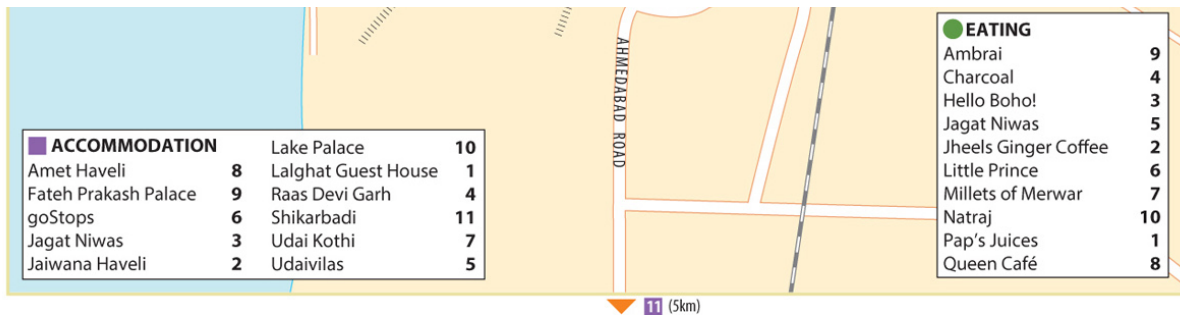 AHMEDABAD ROAD
ACCOMMODATION
Amet Haveli 8
Fateh Prakash Palace 9
goStops 6
Jagat Niwas 3
Jaiwana Haveli 2
Lake Palace 10
Lalghat Guest House 1
Raas Devi Garh 4
Shikarbadi 11
Udai Kothi 7
Udaivilas 5
EATING
Ambrai 9
Charcoal 4
Hello Boho! 3
Jagat Niwas 5
Jheels Ginger Coffee 2
Little Prince 6
Millets of Merwar 7
Natraj 10
Pap's Juices 1
Queen Café 8
11 (5km)